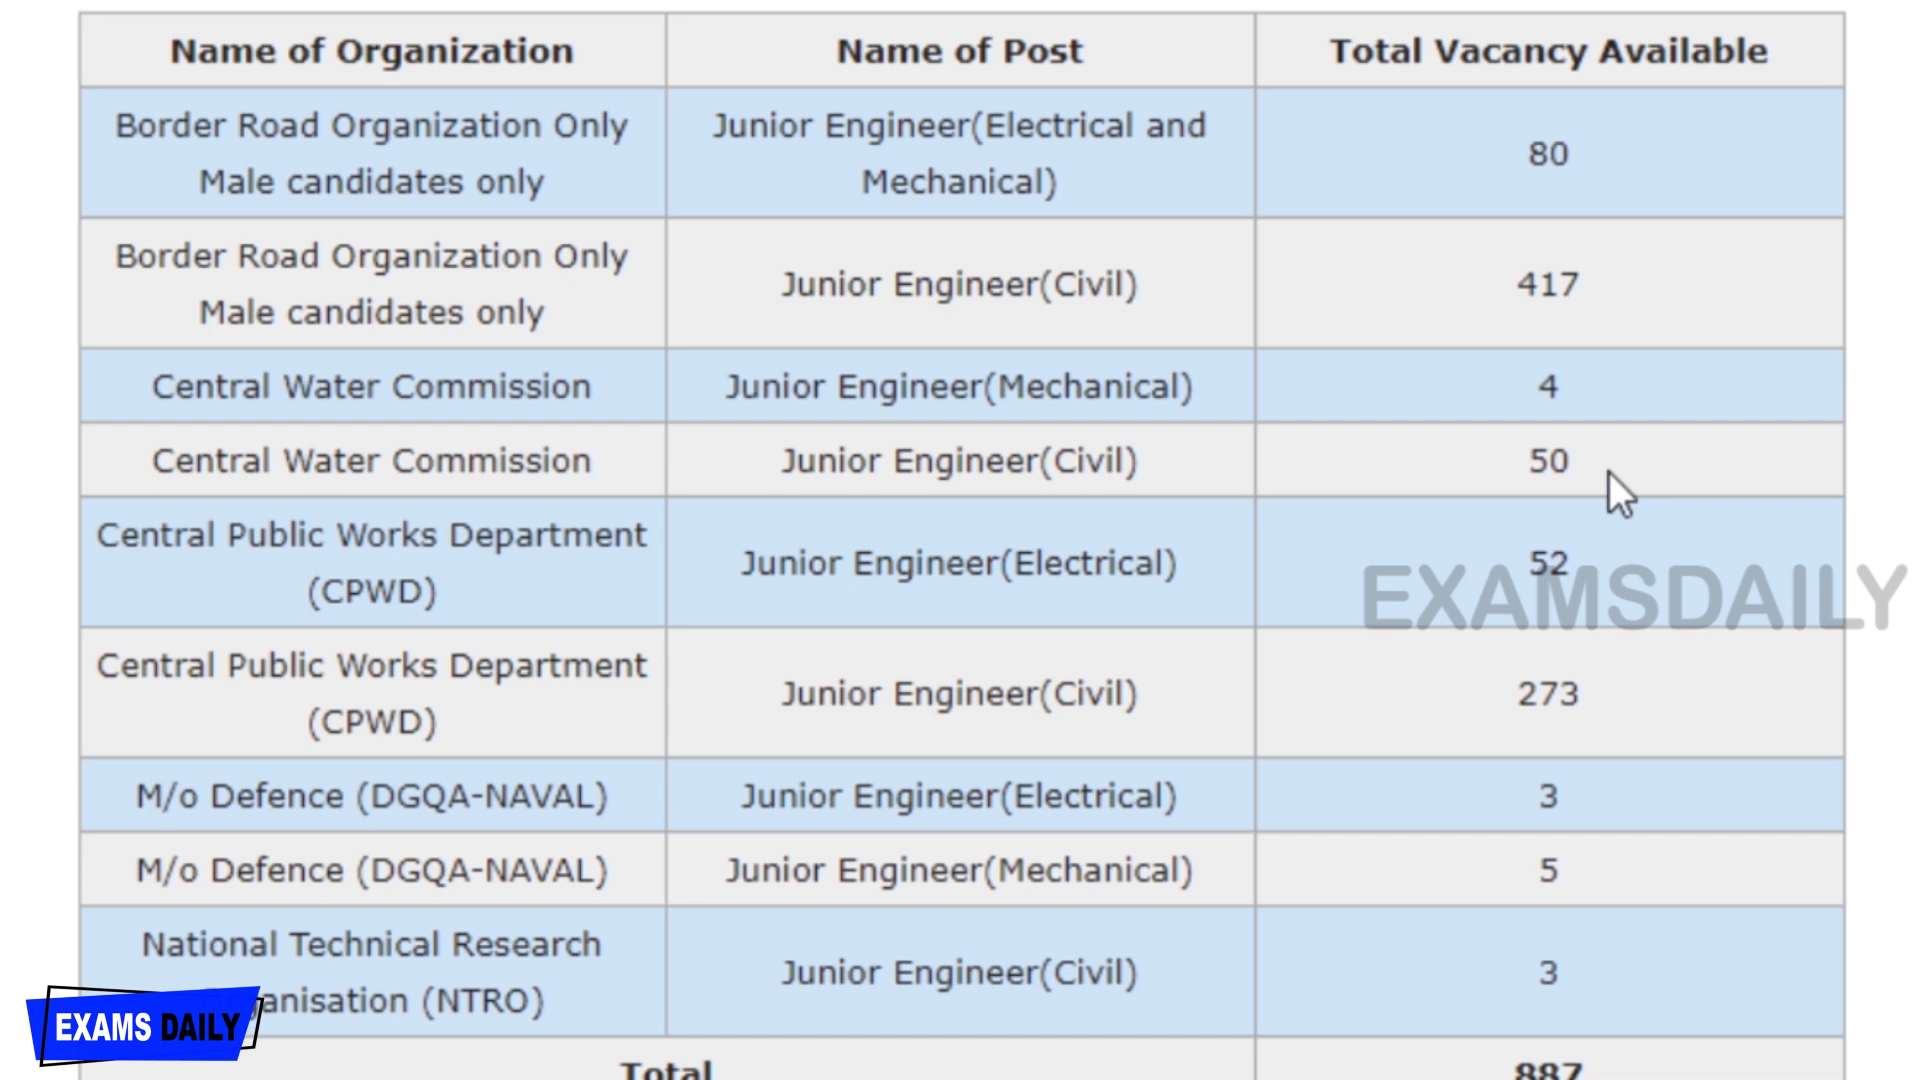 Name of Organization
Name of Post
Total Vacancy Available
Border Road Organization Only
Male candidates only
Junior Engineer(Electrical and
Mechanical)
80
Border Road Organization Only
Male candidates only
Junior Engineer(Civil)
417
Central Water Commission
Junior Engineer(Mechanical)
4
Central Water Commission
Junior Engineer(Civil)
50
Central Public Works Department
(CPWD)
Junior Engineer(Electrical)
52
EXAMSDAILY
Central Public Works Department
(CPWD)
Junior Engineer(Civil)
273
M/o Defence (DGQA-NAVAL)
Junior Engineer(Electrical)
3
M/o Defence (DGQA-NAVAL)
Junior Engineer(Mechanical)
5
National Technical Research
anisation (NTRO)
Junior Engineer(Civil)
3
EXAMS DAILY
Total
887